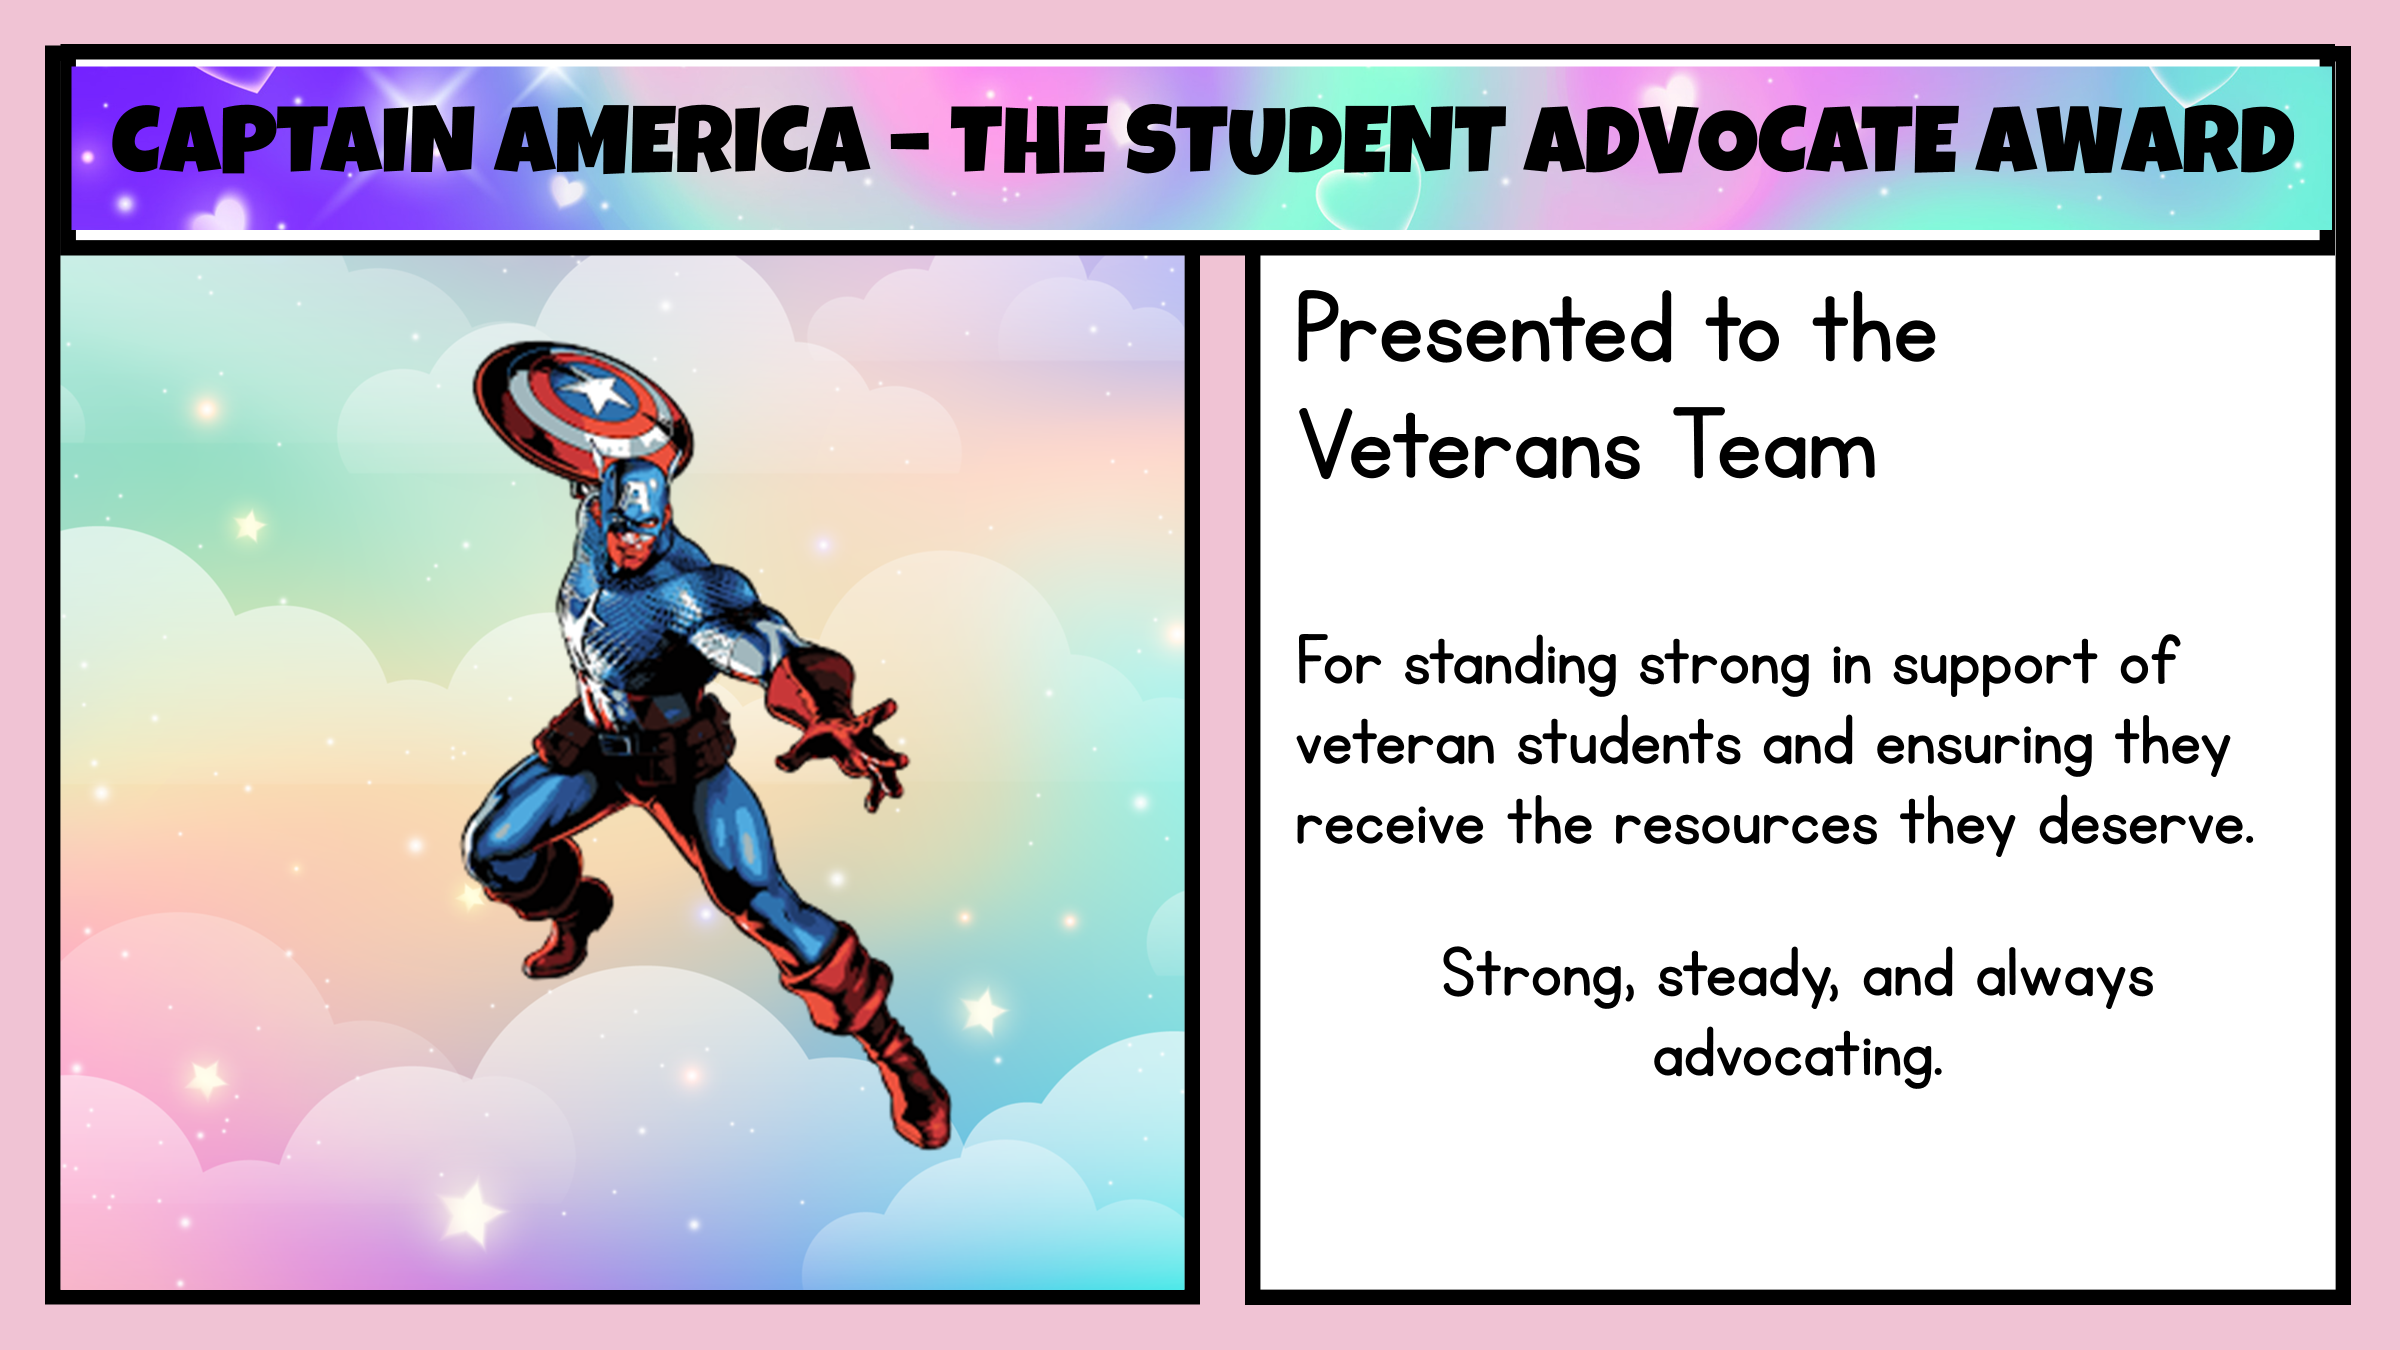 CAPTAIN AMERICA - THE STUDENT ADVOCATE AWARD
Presented to the
Veterans Team
For standing strong in support of
veteran students and ensuring they
receive the resources they deserve.
Strong, steady, and always
advocating.
A